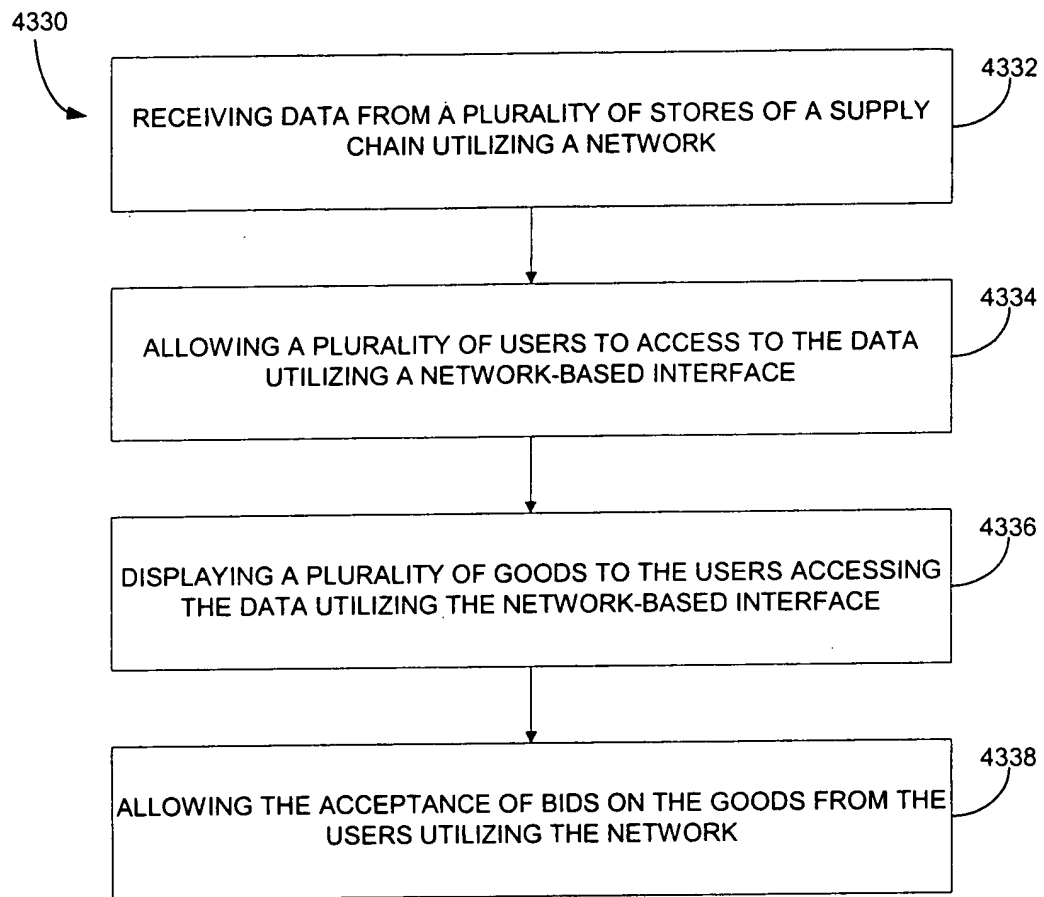 4330
4332
RECEIVING DATA FROM A PLURALITY OF STORES OF A SUPPLY
CHAIN UTILIZING A NETWORK
4334
ALLOWING A PLURALITY OF USERS TO ACCESS TO THE DATA
UTILIZING A NETWORK-BASED INTERFACE
4336
DISPLAYING A PLURALITY OF GOODS TO THE USERS ACCESSING
THE DATA UTILIZING THE NETWORK-BASED INTERFACE
4338
ALLOWING THE ACCEPTANCE OF BIDS ON THE GOODS FROM THE
USERS UTILIZING THE NETWORK